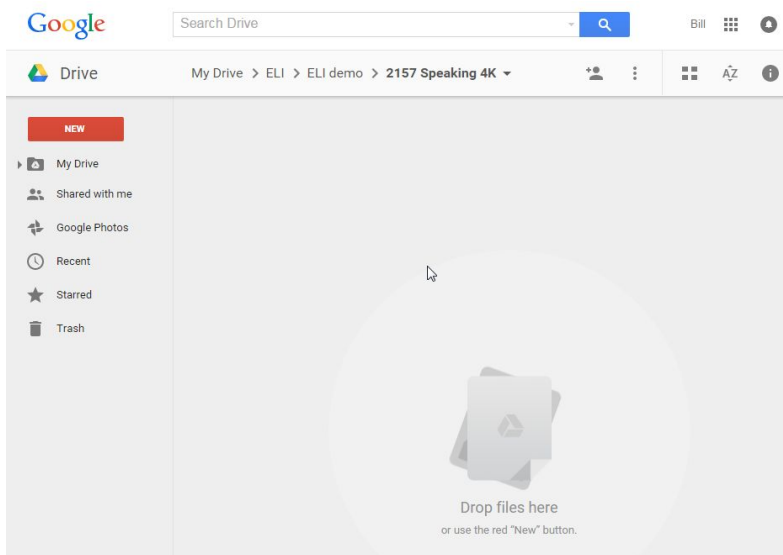 Google
Search Drive
Bill
Drive
My Drive > ELI > ELI demo > 2157 Speaking 4K
AZ
NEW
My Drive
Shared with me
Google Photos
Recent
Starred
Trash
Drop files here
or use the red "New" button.